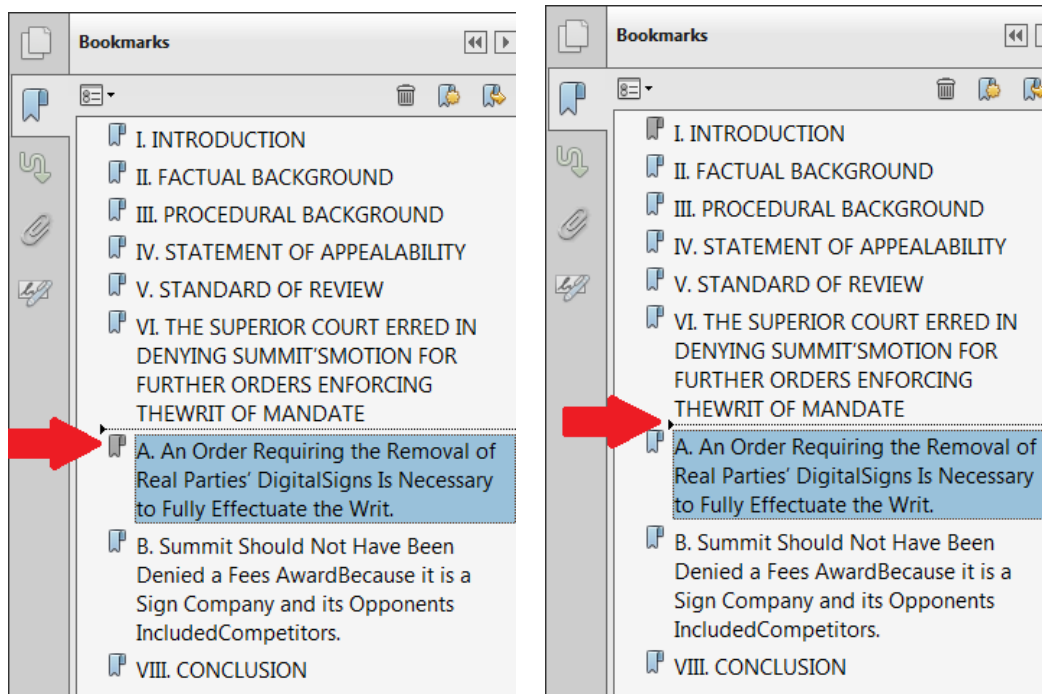 Bookmarks
I. INTRODUCTION
II. FACTUAL BACKGROUND
III. PROCEDURAL BACKGROUND
IV. STATEMENT OF APPEALABILITY
V. STANDARD OF REVIEW
VI. THE SUPERIOR COURT ERRED IN
DENYING SUMMIT'SMOTION FOR
FURTHER ORDERS ENFORCING
THEWRIT OF MANDATE
A. An Order Requiring the Removal of
Real Parties' DigitalSigns Is Necessary
to Fully Effectuate the Writ.
B. Summit Should Not Have Been
Denied a Fees AwardBecause it is a
Sign Company and its Opponents
IncludedCompetitors.
VIII. CONCLUSION
Bookmarks
I. INTRODUCTION
II. FACTUAL BACKGROUND
III. PROCEDURAL BACKGROUND
IV. STATEMENT OF APPEALABILITY
V. STANDARD OF REVIEW
VI. THE SUPERIOR COURT ERRED IN
DENYING SUMMIT'SMOTION FOR
FURTHER ORDERS ENFORCING
THEWRIT OF MANDATE
A. An Order Requiring the Removal of
Real Parties' DigitalSigns Is Necessary
to Fully Effectuate the Writ.
B. Summit Should Not Have Been
Denied a Fees AwardBecause it is a
Sign Company and its Opponents
IncludedCompetitors.
VIII. CONCLUSION